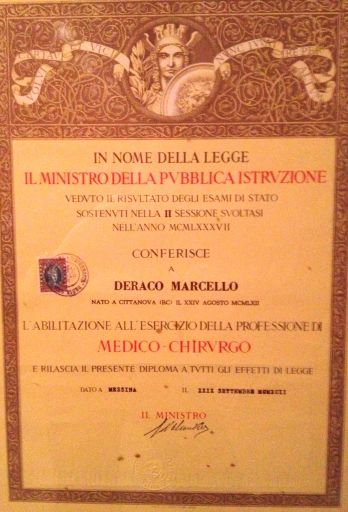 IN NOME DELLA LEGGE
IL MINISTRO DELLA PVBBLICA ISTRVZIONE
VEDVTO IL RISVLTATO DEGLI ESAMI DI STATO
SOSTENVTI NELLA II SESSIONE SVOLTASI
NELL'ANNO MCMLXXXVII
CONFERISCE
A
DERACO MARCELLO
NATO A CITTANOVA (RC) IL XXIV AGOSTO MCMLXII
L'ABILITAZIONE ALL'ESERCIZIO DELLA PROFESSIONE DI
MEDICO-CHIRVRGO
E RILASCIA IL PRESENTE DIPLOMA A TVTTI GLI EFFETTI DI LEGGE
DATO A MESSINA IL XXIX SETTEMBRE MCMXCII
IL MINISTRO